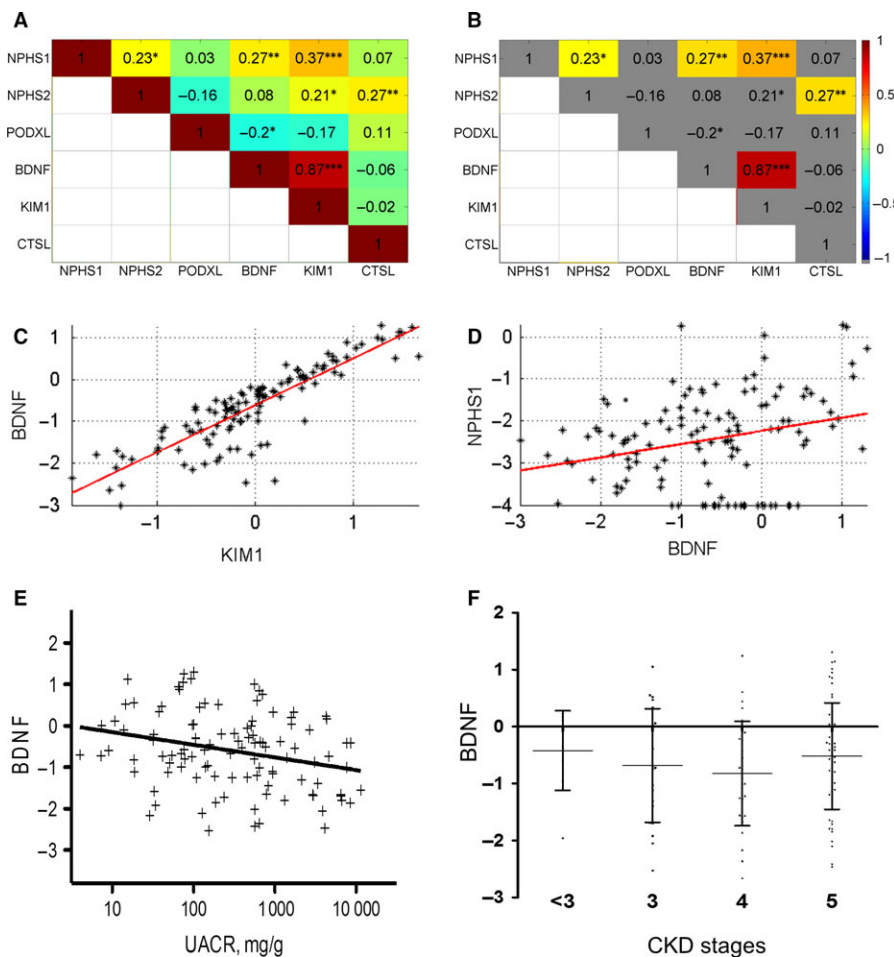 A
NPHS1 1 0.23* 0.03 0.27** 0.37*** 0.07
NPHS2 1 −0.16 0.08 0.21* 0.27**
PODXL 1 −0.2* −0.17 0.11
BDNF 1 0.87*** −0.06
KIM1 1 −0.02
CTSL 1
NPHS1 NPHS2 PODXL BDNF KIM1 CTSL
B
1 0.23* 0.03 0.27** 0.37*** 0.07
1 −0.16 0.08 0.21* 0.27**
1 −0.2* −0.17 0.11
1 0.87*** −0.06
1 −0.02
1
NPHS1 NPHS2 PODXL BDNF KIM1 CTSL
1
0.5
0
−0.5
−1
C
BDNF
1
0
−1
−2
−3
−1 0 1
KIM1
D
NPHS1
0
−1
−2
−3
−4
−3 −2 −1 0 1
BDNF
E
BDNF
2
1
0
−1
−2
−3
10 100 1 000 10 000
UACR, mg/g
F
BDNF
2
1
0
−1
−2
−3
<3 3 4 5
CKD stages